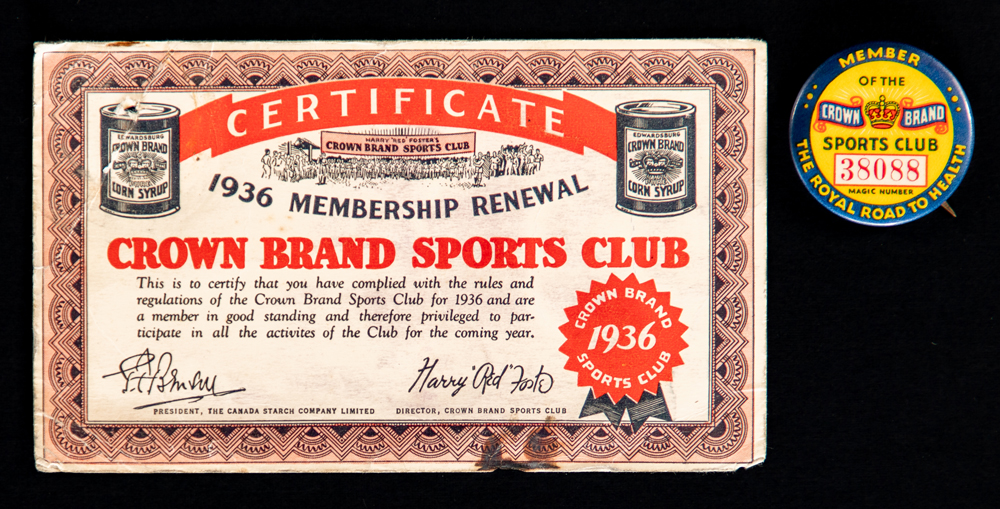 CERTIFICATE
HARRY "RED" FOSTER'S
CROWN BRAND SPORTS CLUB
EDWARDSBURG
CROWN BRAND
CORN SYRUP
EDWARDSBURG
CROWN BRAND
CORN SYRUP
1936 MEMBERSHIP RENEWAL
CROWN BRAND SPORTS CLUB
This is to certify that you have complied with the rules and
regulations of the Crown Brand Sports Club for 1936 and are
a member in good standing and therefore privileged to par-
ticipate in all the activites of the Club for the coming year.
CROWN BRAND
1936
SPORTS CLUB
Harry "Red" Foster
PRESIDENT, THE CANADA STARCH COMPANY LIMITED
DIRECTOR, CROWN BRAND SPORTS CLUB
MEMBER
OF THE
CROWN BRAND
SPORTS CLUB
38088
MAGIC NUMBER
THE ROYAL ROAD TO HEALTH